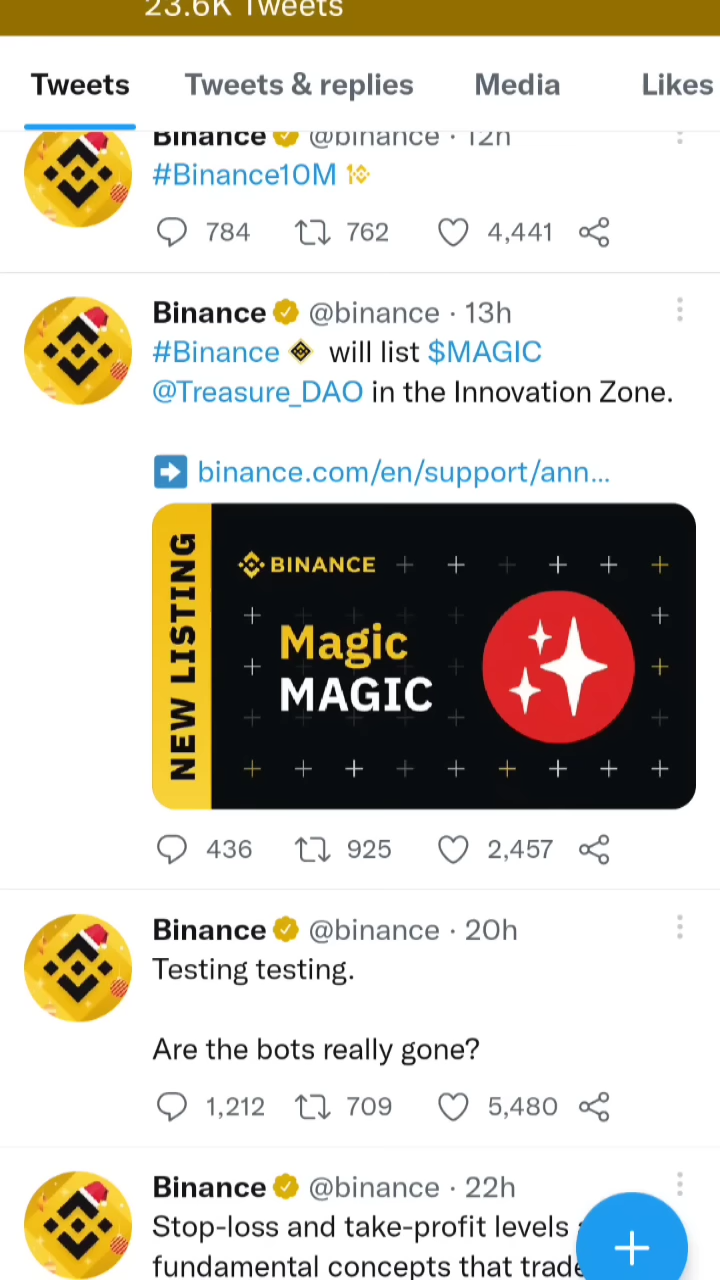 23.6K Tweets
Tweets Tweets & replies Media Likes
Binance @binance · 12h
#Binance10M
784 762 4,441
Binance @binance · 13h
#Binance will list $MAGIC
@Treasure_DAO in the Innovation Zone.
binance.com/en/support/ann...
NEW LISTING
BINANCE
Magic
MAGIC
436 925 2,457
Binance @binance · 20h
Testing testing.
Are the bots really gone?
1,212 709 5,480
Binance @binance · 22h
Stop-loss and take-profit levels
fundamental concepts that